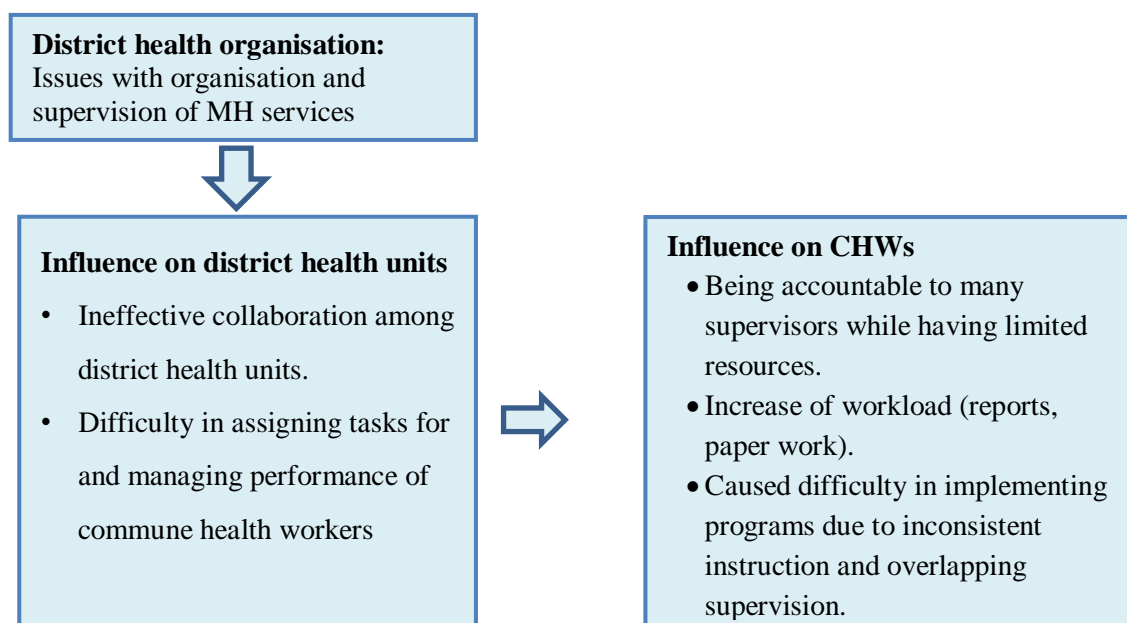 District health organisation:
Issues with organisation and
supervision of MH services
Influence on district health units
• Ineffective collaboration among
district health units.
• Difficulty in assigning tasks for
and managing performance of
commune health workers
Influence on CHWs
• Being accountable to many
supervisors while having limited
resources.
• Increase of workload (reports,
paper work).
• Caused difficulty in implementing
programs due to inconsistent
instruction and overlapping
supervision.